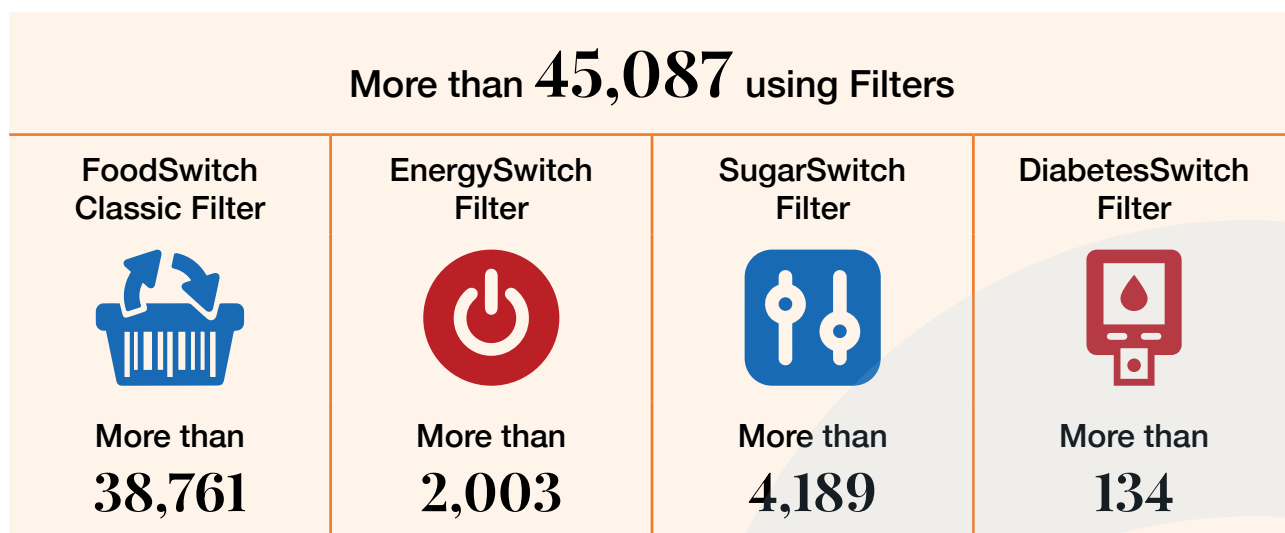 More than 45,087 using Filters
FoodSwitch
Classic Filter
EnergySwitch
Filter
SugarSwitch
Filter
DiabetesSwitch
Filter
More than
38,761
More than
2,003
More than
4,189
More than
134